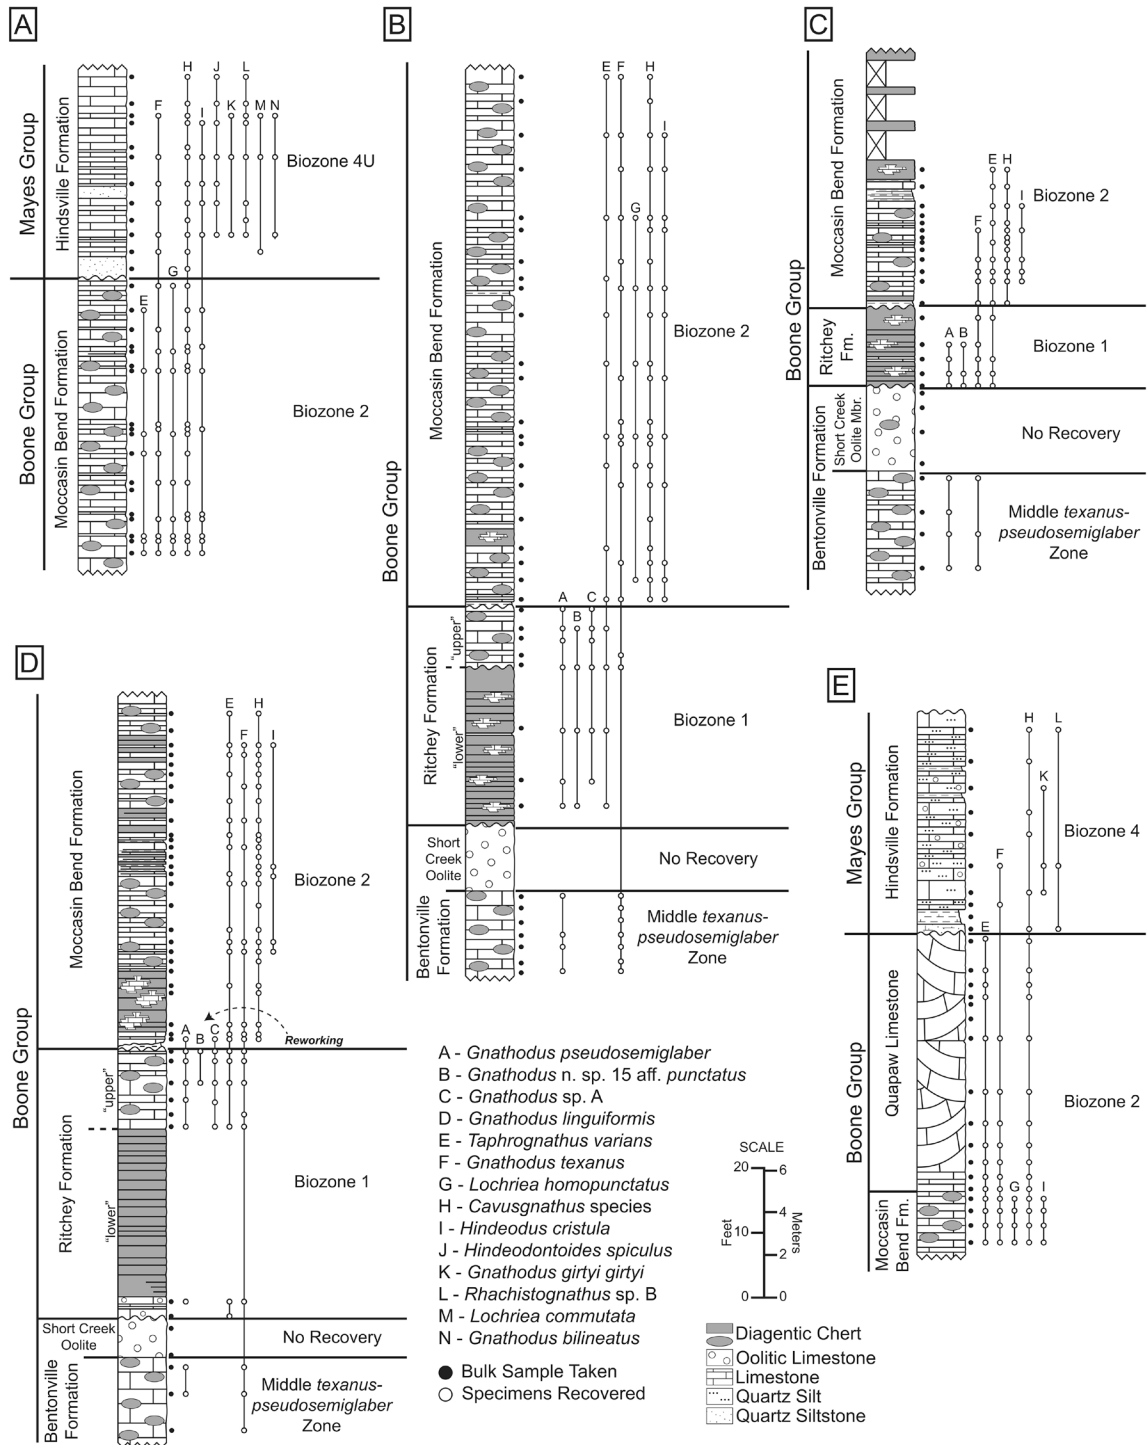 A
Mayes Group
Hindsville Formation
Boone Group
Moccasin Bend Formation
H J L
F I K M N
Biozone 4U
G
E
Biozone 2
B
Boone Group
Moccasin Bend Formation
E F H
I
G
Biozone 2
Ritchey Formation
"upper"
"lower"
A C
B
Biozone 1
Short
Creek
Oolite
No Recovery
Bentonville
Formation
Middle texanus-
pseudosemiglaber
Zone
C
Boone Group
Moccasin Bend Formation
E H
I
F
Biozone 2
Ritchey
Fm.
A B
Biozone 1
Bentonville Formation
Short Creek
Oolite Mbr.
No Recovery
Middle texanus-
pseudosemiglaber
Zone
D
Boone Group
Moccasin Bend Formation
E H
F I
Biozone 2
A B C
Reworking
Ritchey Formation
"upper"
"lower"
Biozone 1
Short Creek
Oolite
No Recovery
Bentonville
Formation
Middle texanus-
pseudosemiglaber
Zone
E
Mayes Group
Hindsville Formation
H L
K
F
Biozone 4
Boone Group
Quapaw Limestone
E
Biozone 2
Moccasin
Bend Fm.
G I
A - Gnathodus pseudosemiglaber
B - Gnathodus n. sp. 15 aff. punctatus
C - Gnathodus sp. A
D - Gnathodus linguiformis
E - Taphrognathus varians
F - Gnathodus texanus
G - Lochriea homopunctatus
H - Cavusgnathus species
I - Hindeodus cristula
J - Hindeodontoides spiculus
K - Gnathodus girtyi girtyi
L - Rhachistognathus sp. B
M - Lochriea commutata
N - Gnathodus bilineatus
Bulk Sample Taken
Specimens Recovered
SCALE
20 6
4
10
2
0 0
Feet
Meters
Diagentic Chert
Oolitic Limestone
Limestone
Quartz Silt
Quartz Siltstone